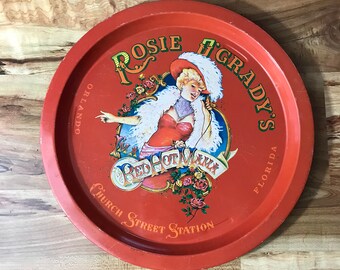 ROSIE O'GRADY'S
ORLANDO
FLORIDA
RED HOT MAMA
CHURCH STREET STATION